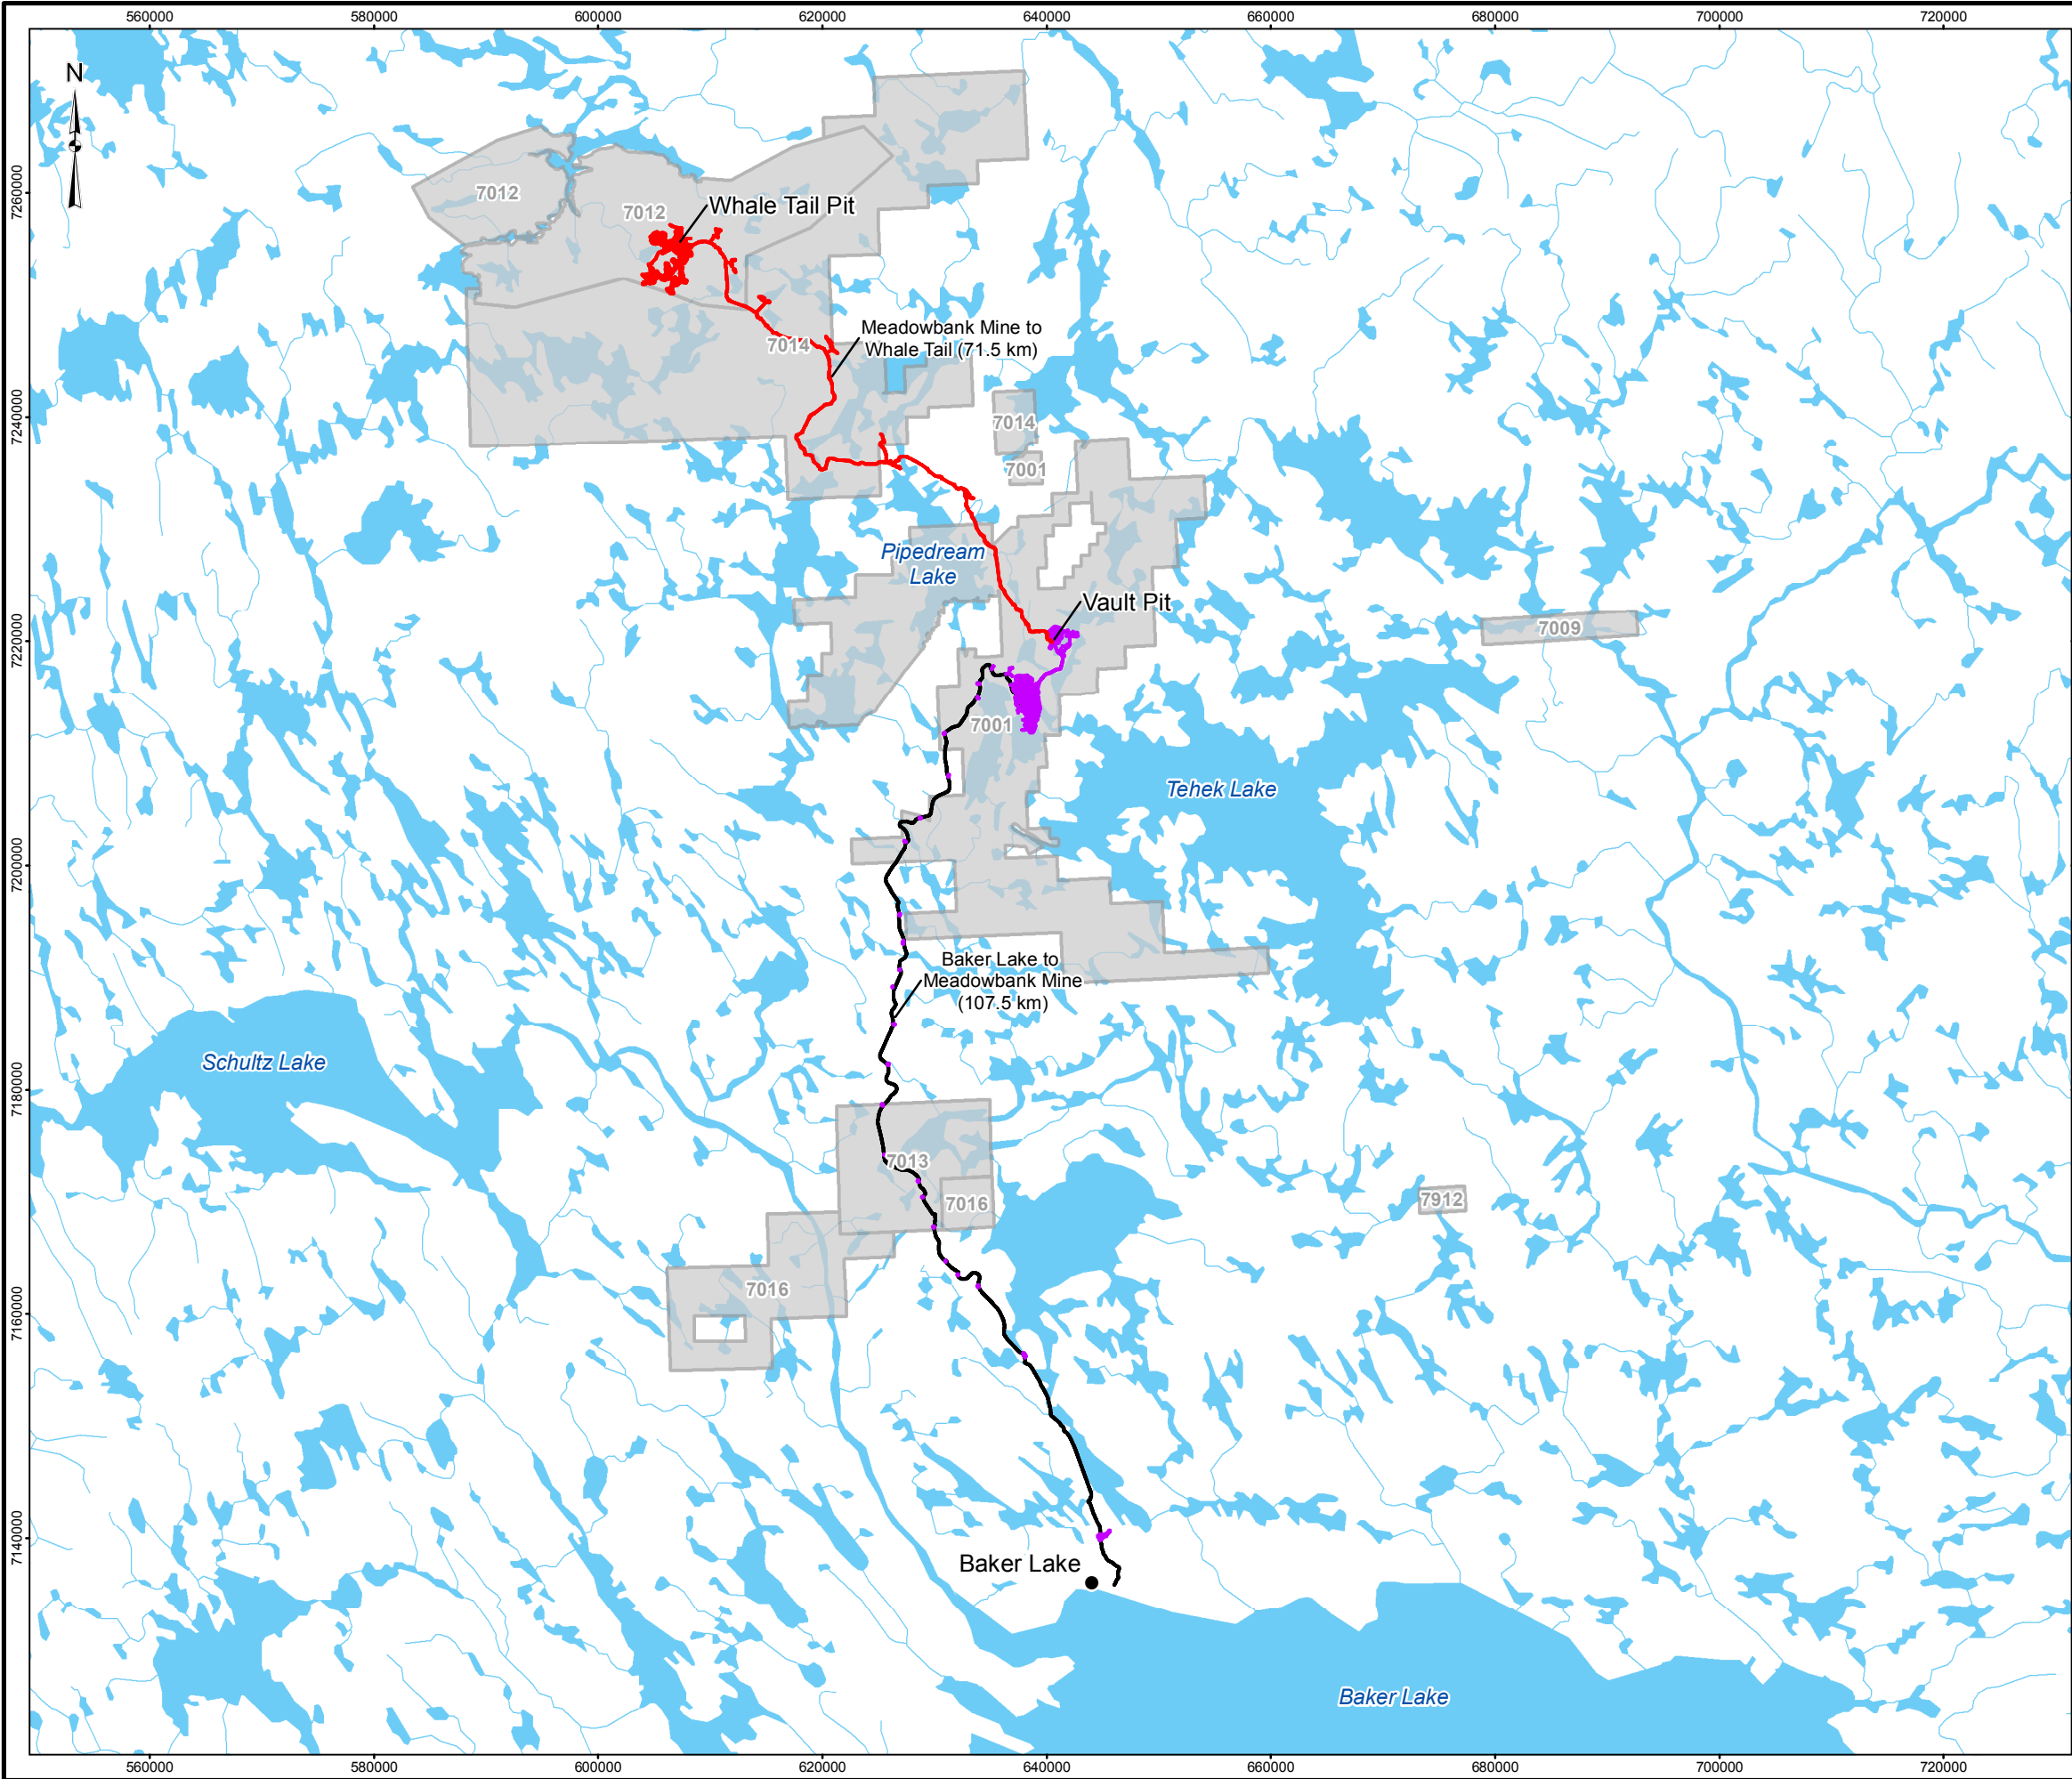 560000
580000
600000
620000
640000
660000
680000
700000
720000
N
7260000
7012
7012
Whale Tail Pit
Meadowbank Mine to
Whale Tail (71.5 km)
7014
7240000
7014
7001
Pipedream
Lake
Vault Pit
7220000
7009
7001
Tehek Lake
7200000
Baker Lake to
Meadowbank Mine
(107.5 km)
Schultz Lake
7180000
7013
7016
7912
7016
7160000
7140000
Baker Lake
Baker Lake
560000
580000
600000
620000
640000
660000
680000
700000
720000